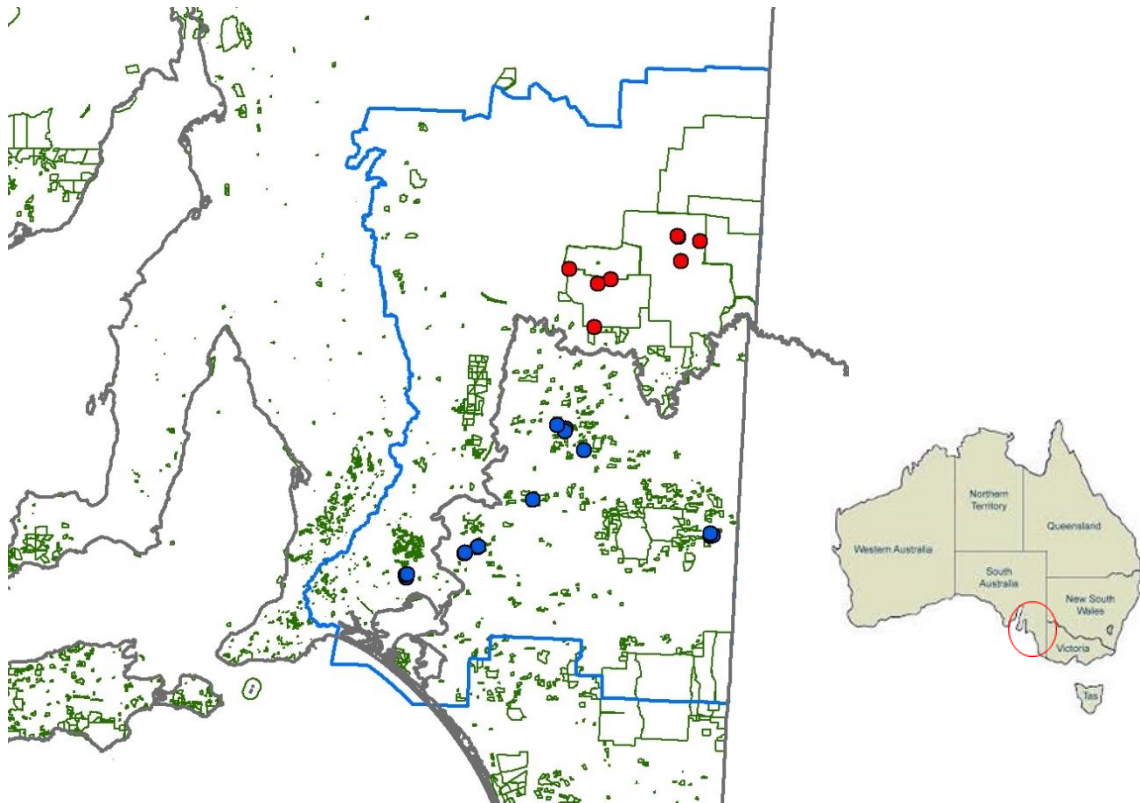 Northern
Territory
Queensland
Western Australia
South
Australia
New South
Wales
Victoria
Tas